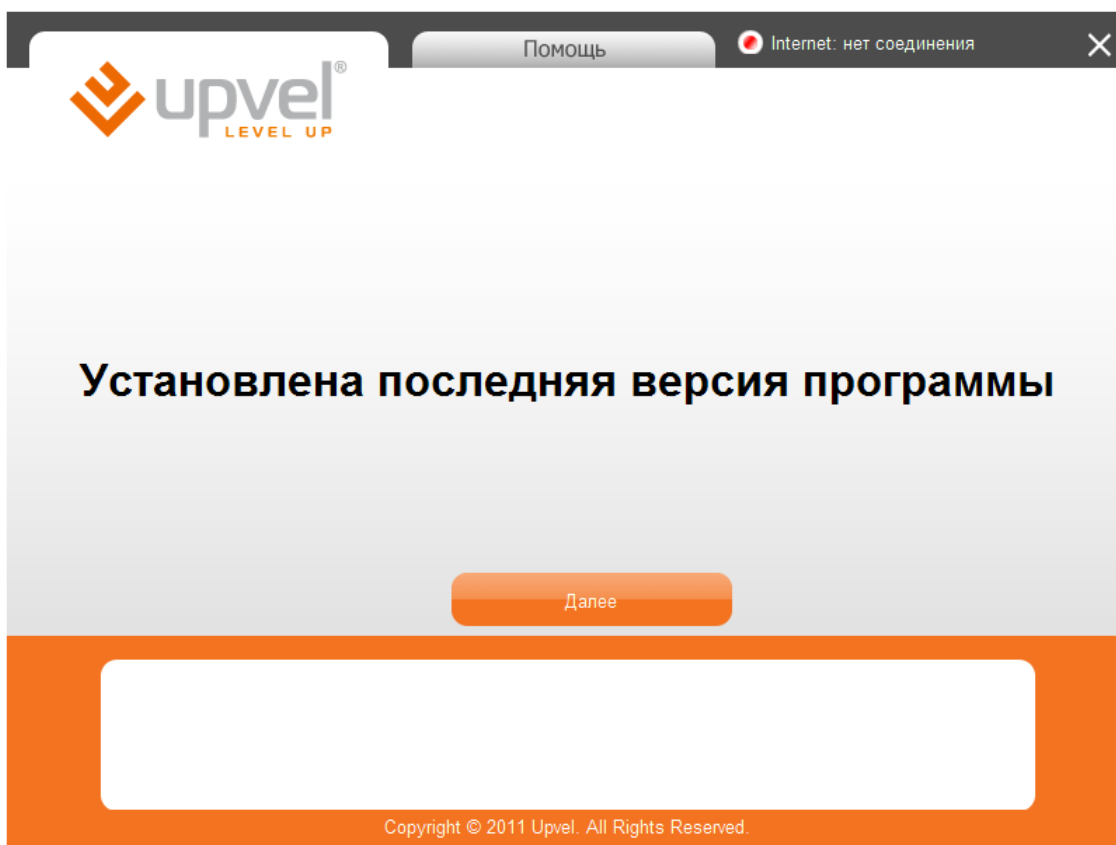 Помощь
Internet: нет соединения
upvel®
LEVEL UP
Установлена последняя версия программы
Далее
Copyright © 2011 Upvel. All Rights Reserved.